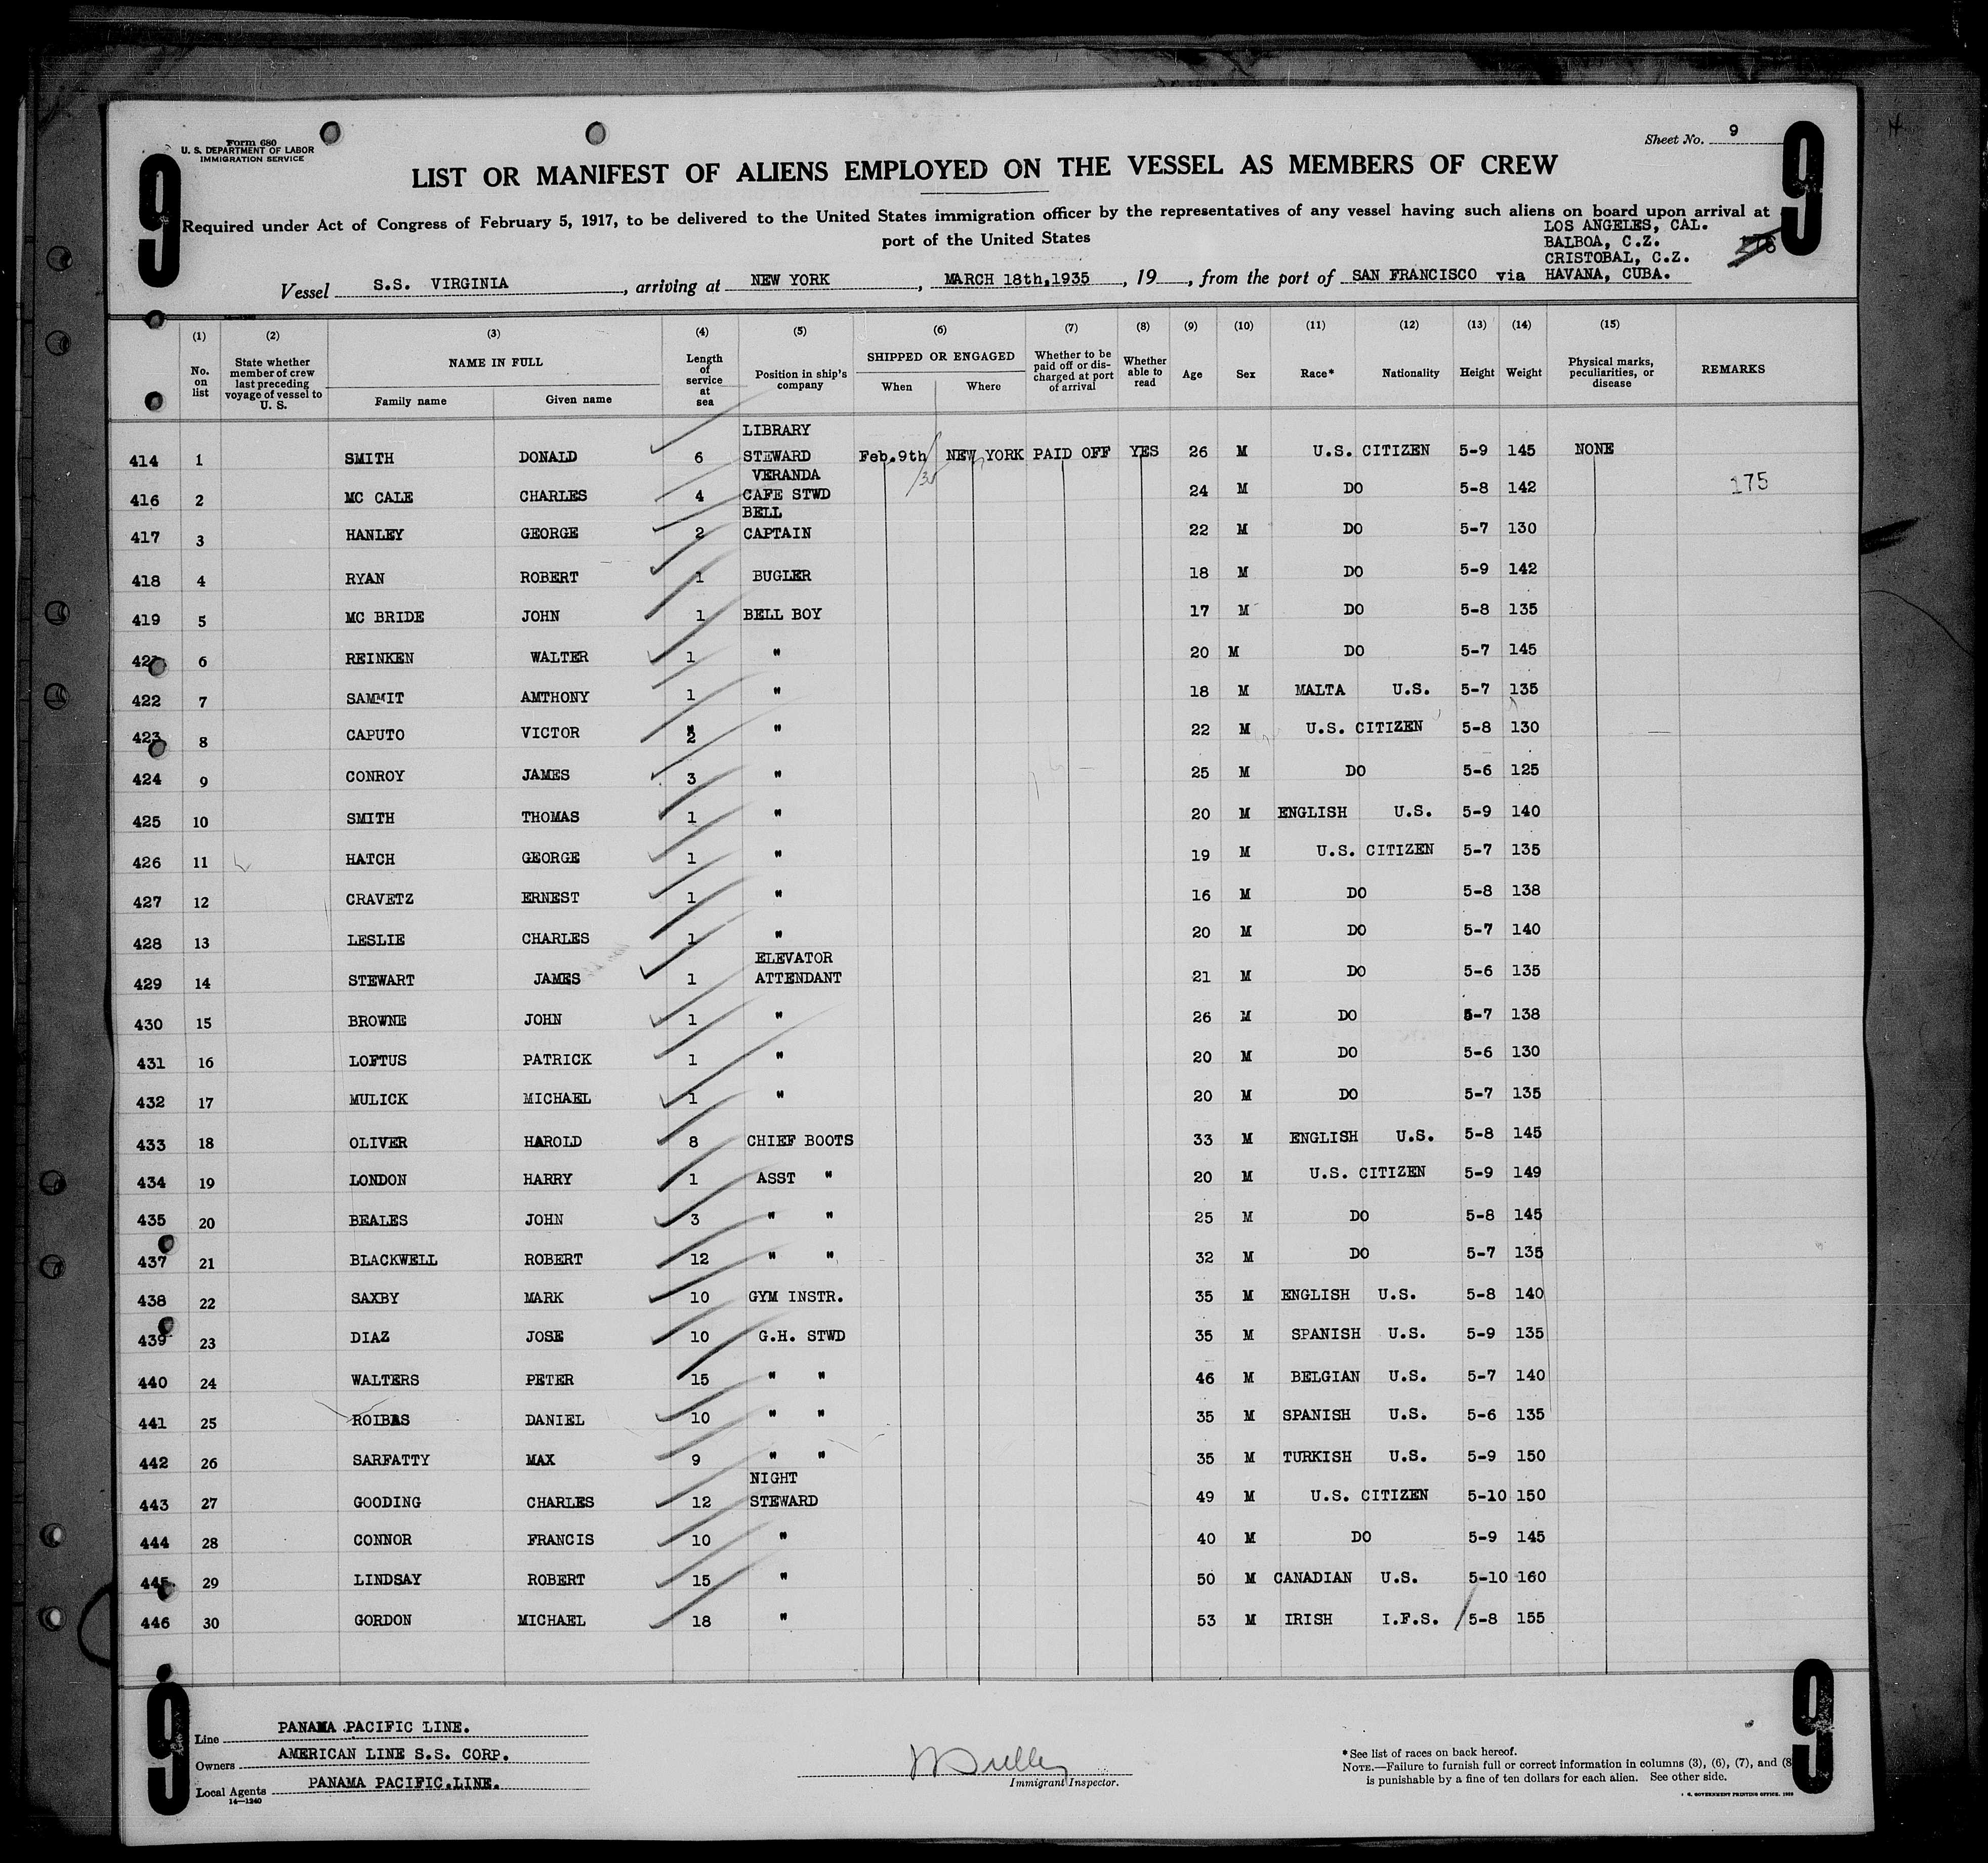 Form 680
U. S. DEPARTMENT OF LABOR
IMMIGRATION SERVICE
Sheet No. 9
9 9
LIST OR MANIFEST OF ALIENS EMPLOYED ON THE VESSEL AS MEMBERS OF CREW
Required under Act of Congress of February 5, 1917, to be delivered to the United States immigration officer by the representatives of any vessel having such aliens on board upon arrival at
port of the United States
LOS ANGELES, CAL.
BALBOA, C.Z.
CRISTOBAL, C.Z.
Vessel S.S. VIRGINIA, arriving at NEW YORK, MARCH 18th,1935, 19, from the port of SAN FRANCISCO via HAVANA, CUBA.
(1) (2) (3) (4) (5) (6) (7) (8) (9) (10) (11) (12) (13) (14) (15)
No. on list
State whether member of crew last preceding voyage of vessel to U. S.
NAME IN FULL
Family name Given name
Length of service at sea
Position in ship's company
SHIPPED OR ENGAGED
When Where
Whether to be paid off or discharged at port of arrival
Whether able to read
Age Sex Race* Nationality Height Weight
Physical marks, peculiarities, or disease
REMARKS
414 1 SMITH DONALD 6 LIBRARY STEWARD Feb.9th NEW YORK PAID OFF YES 26 M U.S. CITIZEN 5-9 145 NONE
416 2 MC CALE CHARLES 4 VERANDA CAFE STWD 24 M DO 5-8 142 175
417 3 HANLEY GEORGE 2 BELL CAPTAIN 22 M DO 5-7 130
418 4 RYAN ROBERT 1 BUGLER 18 M DO 5-9 142
419 5 MC BRIDE JOHN 1 BELL BOY 17 M DO 5-8 135
6 REINKEN WALTER 1 " 20 M DO 5-7 145
422 7 SAMMIT AMTHONY 1 " 18 M MALTA U.S. 5-7 135
423 8 CAPUTO VICTOR 2 " 22 M U.S. CITIZEN 5-8 130
424 9 CONROY JAMES 3 " 25 M DO 5-6 125
425 10 SMITH THOMAS 1 " 20 M ENGLISH U.S. 5-9 140
426 11 HATCH GEORGE 1 " 19 M U.S. CITIZEN 5-7 135
427 12 CRAVETZ ERNEST 1 " 16 M DO 5-8 138
428 13 LESLIE CHARLES 1 " 20 M DO 5-7 140
429 14 STEWART JAMES 1 ELEVATOR ATTENDANT 21 M DO 5-6 135
430 15 BROWNE JOHN 1 " 26 M DO 5-7 138
431 16 LOFTUS PATRICK 1 " 20 M DO 5-6 130
432 17 MULICK MICHAEL 1 " 20 M DO 5-7 135
433 18 OLIVER HAROLD 8 CHIEF BOOTS 33 M ENGLISH U.S. 5-8 145
434 19 LONDON HARRY 1 ASST " 20 M U.S. CITIZEN 5-9 149
435 20 BEALES JOHN 3 " " 25 M DO 5-8 145
437 21 BLACKWELL ROBERT 12 " " 32 M DO 5-7 135
438 22 SAXBY MARK 10 GYM INSTR. 35 M ENGLISH U.S. 5-8 140
439 23 DIAZ JOSE 10 G.H. STWD 35 M SPANISH U.S. 5-9 135
440 24 WALTERS PETER 15 " " 46 M BELGIAN U.S. 5-7 140
441 25 ROIBAS DANIEL 10 " " 35 M SPANISH U.S. 5-6 135
442 26 SARFATTY MAX 9 " " 35 M TURKISH U.S. 5-9 150
443 27 GOODING CHARLES 12 NIGHT STEWARD 49 M U.S. CITIZEN 5-10 150
444 28 CONNOR FRANCIS 10 " 40 M DO 5-9 145
445 29 LINDSAY ROBERT 15 " 50 M CANADIAN U.S. 5-10 160
446 30 GORDON MICHAEL 18 " 53 M IRISH I.F.S. 5-8 155
9 9
Line PANAMA PACIFIC LINE.
Owners AMERICAN LINE S.S. CORP.
Local Agents PANAMA PACIFIC.LINE.
14—1240
Immigrant Inspector.
* See list of races on back hereof.
NOTE.—Failure to furnish full or correct information in columns (3), (6), (7), and (8
is punishable by a fine of ten dollars for each alien. See other side.
GOVERNMENT PRINTING OFFICE